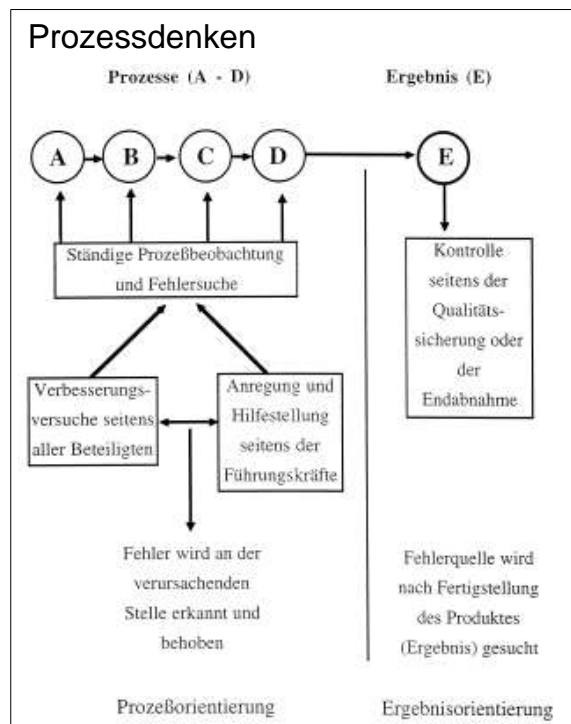 Prozessdenken
Prozesse (A - D)
Ergebnis (E)
A
B
C
D
E
Ständige Prozeßbeobachtung
und Fehlersuche
Verbesserungs-
versuche seitens
aller Beteiligten
Anregung und
Hilfestellung
seitens der
Führungskräfte
Fehler wird an der
verursachenden
Stelle erkannt und
behoben
Prozeßorientierung
Kontrolle
seitens der
Qualitäts-
sicherung oder
der
Endabnahme
Fehlerquelle wird
nach Fertigstellung
des Produktes
(Ergebnis) gesucht
Ergebnisorientierung